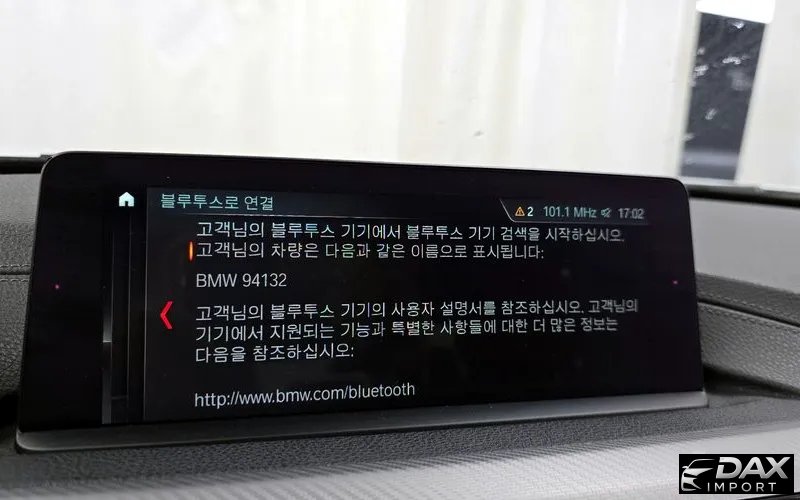 블루투스로 연결
2 101.1 MHz 17:02
고객님의 블루투스 기기에서 블루투스 기기 검색을 시작하십시오.
고객님의 차량은 다음과 같은 이름으로 표시됩니다:
BMW 94132
고객님의 블루투스 기기의 사용자 설명서를 참조하십시오. 고객님의
기기에서 지원되는 기능과 특별한 사항들에 대한 더 많은 정보는
다음을 참조하십시오:
http://www.bmw.com/bluetooth
DAX
IMPORT